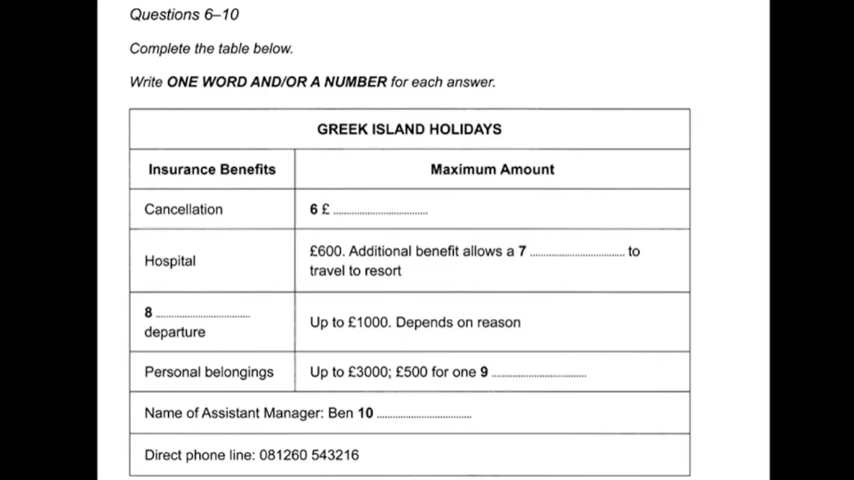 Questions 6–10
Complete the table below.
Write ONE WORD AND/OR A NUMBER for each answer.
GREEK ISLAND HOLIDAYS
Insurance Benefits Maximum Amount
Cancellation 6 £ ..............................
Hospital £600. Additional benefit allows a 7 .............................. to
travel to resort
8 ..............................
departure Up to £1000. Depends on reason
Personal belongings Up to £3000; £500 for one 9 ..............................
Name of Assistant Manager: Ben 10 ..............................
Direct phone line: 081260 543216